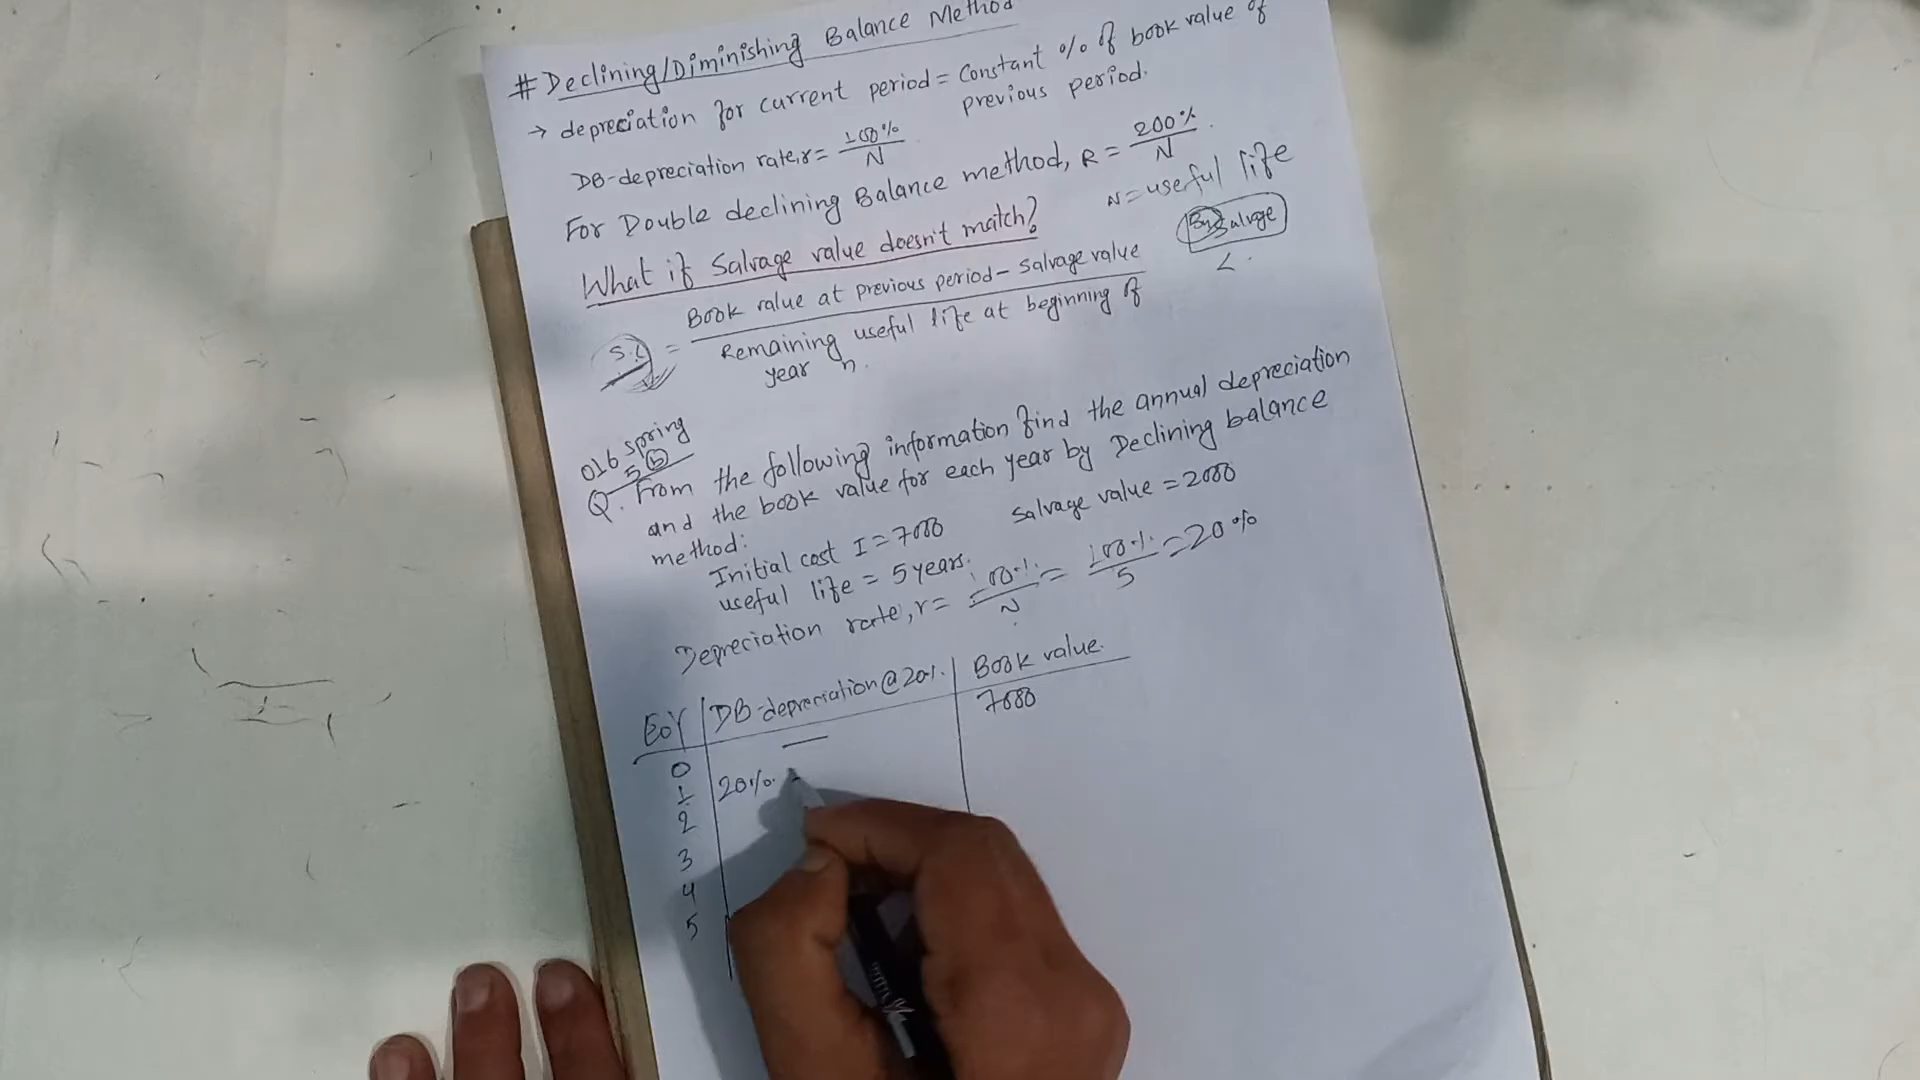 # Declining/Diminishing Balance Method
→ depreciation for current period = Constant % of book value of
previous period.
DB-depreciation rate, r = 100% / N
For Double declining Balance method, R = 200% / N .
N = useful life
What if Salvage value doesn't match?
Salvage
<.
S.L = Book value at previous period - Salvage value
Remaining useful life at beginning of
year n.
016 spring
5 b
Q. From the following information find the annual depreciation
and the book value for each year by Declining balance
method:
Initial cost I = 7000 Salvage value = 2000
useful life = 5 years.
Depreciation rate, r = 100% / N = 100% / 5 = 20%
EOY DB-depreciation @ 20% Book value.
0 — 7000
1 20%
2
3
4
5